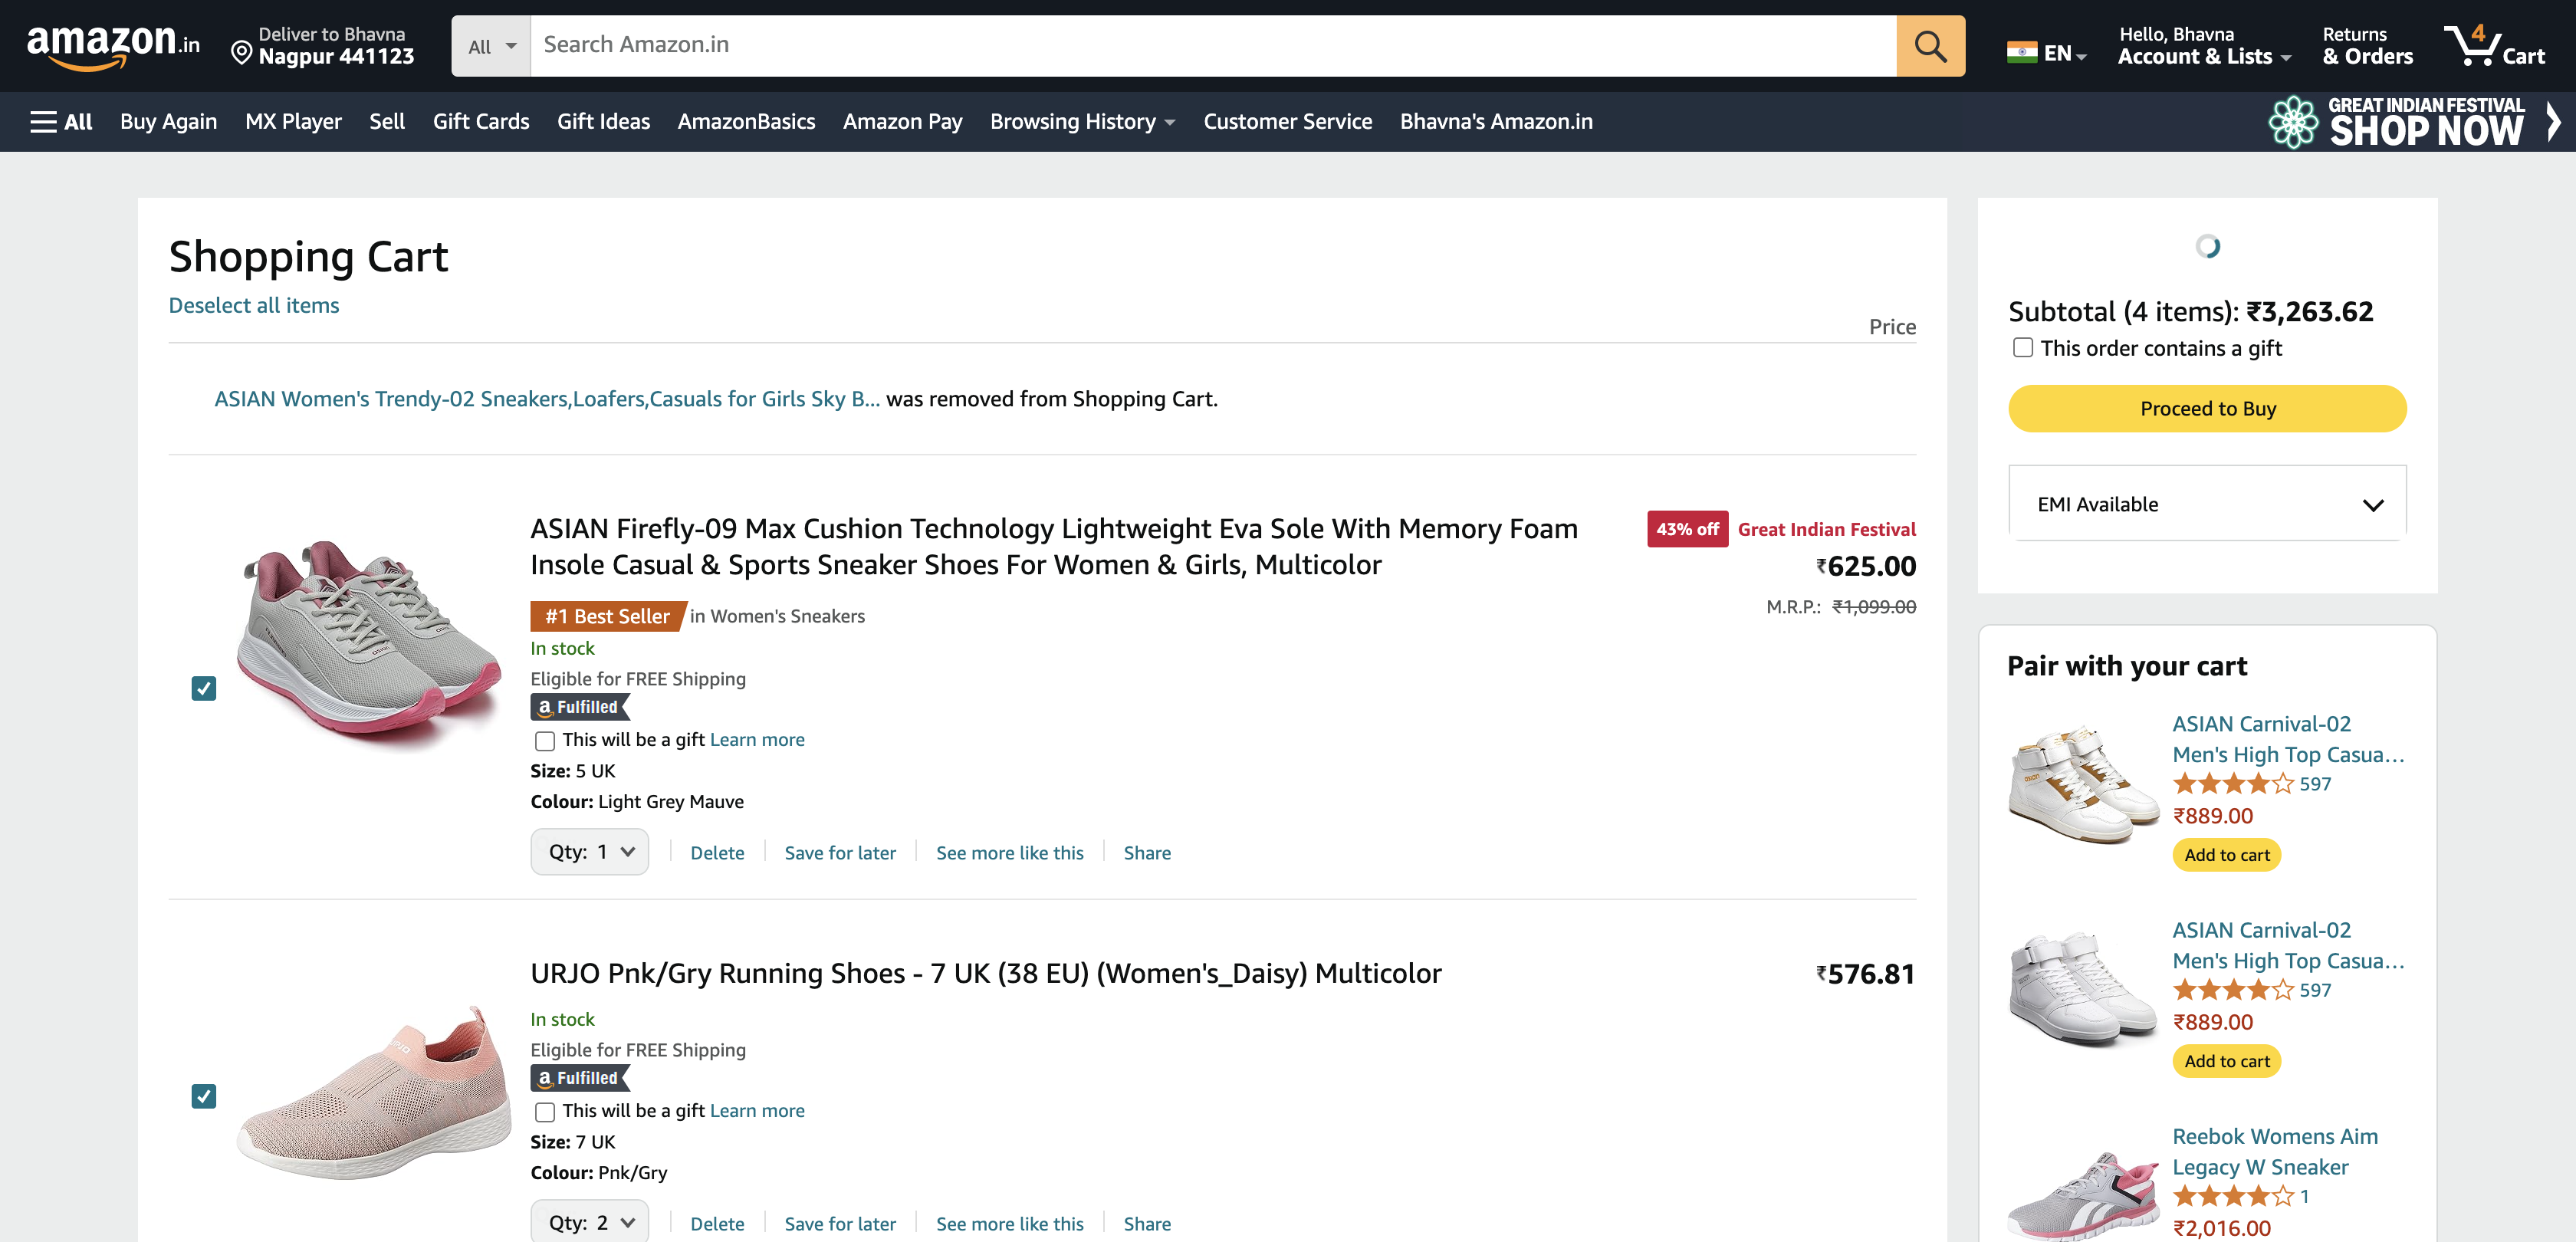 amazon.in
Deliver to Bhavna
Nagpur 441123
All
Search Amazon.in
EN
Hello, Bhavna
Account & Lists
Returns
& Orders
4
Cart
All
Buy Again
MX Player
Sell
Gift Cards
Gift Ideas
AmazonBasics
Amazon Pay
Browsing History
Customer Service
Bhavna's Amazon.in
GREAT INDIAN FESTIVAL
SHOP NOW
Shopping Cart
Deselect all items
Price
ASIAN Women's Trendy-02 Sneakers,Loafers,Casuals for Girls Sky B... was removed from Shopping Cart.
ASIAN Firefly-09 Max Cushion Technology Lightweight Eva Sole With Memory Foam
Insole Casual & Sports Sneaker Shoes For Women & Girls, Multicolor
43% off Great Indian Festival
₹625.00
M.R.P.: ₹1,099.00
#1 Best Seller in Women's Sneakers
In stock
Eligible for FREE Shipping
a Fulfilled
This will be a gift Learn more
Size: 5 UK
Colour: Light Grey Mauve
Qty: 1
Delete
Save for later
See more like this
Share
URJO Pnk/Gry Running Shoes - 7 UK (38 EU) (Women's_Daisy) Multicolor
₹576.81
In stock
Eligible for FREE Shipping
a Fulfilled
This will be a gift Learn more
Size: 7 UK
Colour: Pnk/Gry
Qty: 2
Delete
Save for later
See more like this
Share
Subtotal (4 items): ₹3,263.62
This order contains a gift
Proceed to Buy
EMI Available
Pair with your cart
ASIAN Carnival-02
Men's High Top Casua...
597
₹889.00
Add to cart
ASIAN Carnival-02
Men's High Top Casua...
597
₹889.00
Add to cart
Reebok Womens Aim
Legacy W Sneaker
1
₹2,016.00